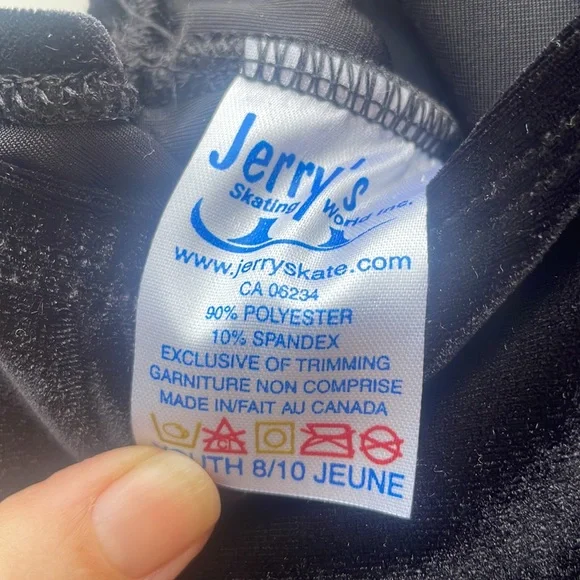 Jerry's
Skating World Inc.
www.jerryskate.com
CA 06234
90% POLYESTER
10% SPANDEX
EXCLUSIVE OF TRIMMING
GARNITURE NON COMPRISE
MADE IN/FAIT AU CANADA
YOUTH 8/10 JEUNE